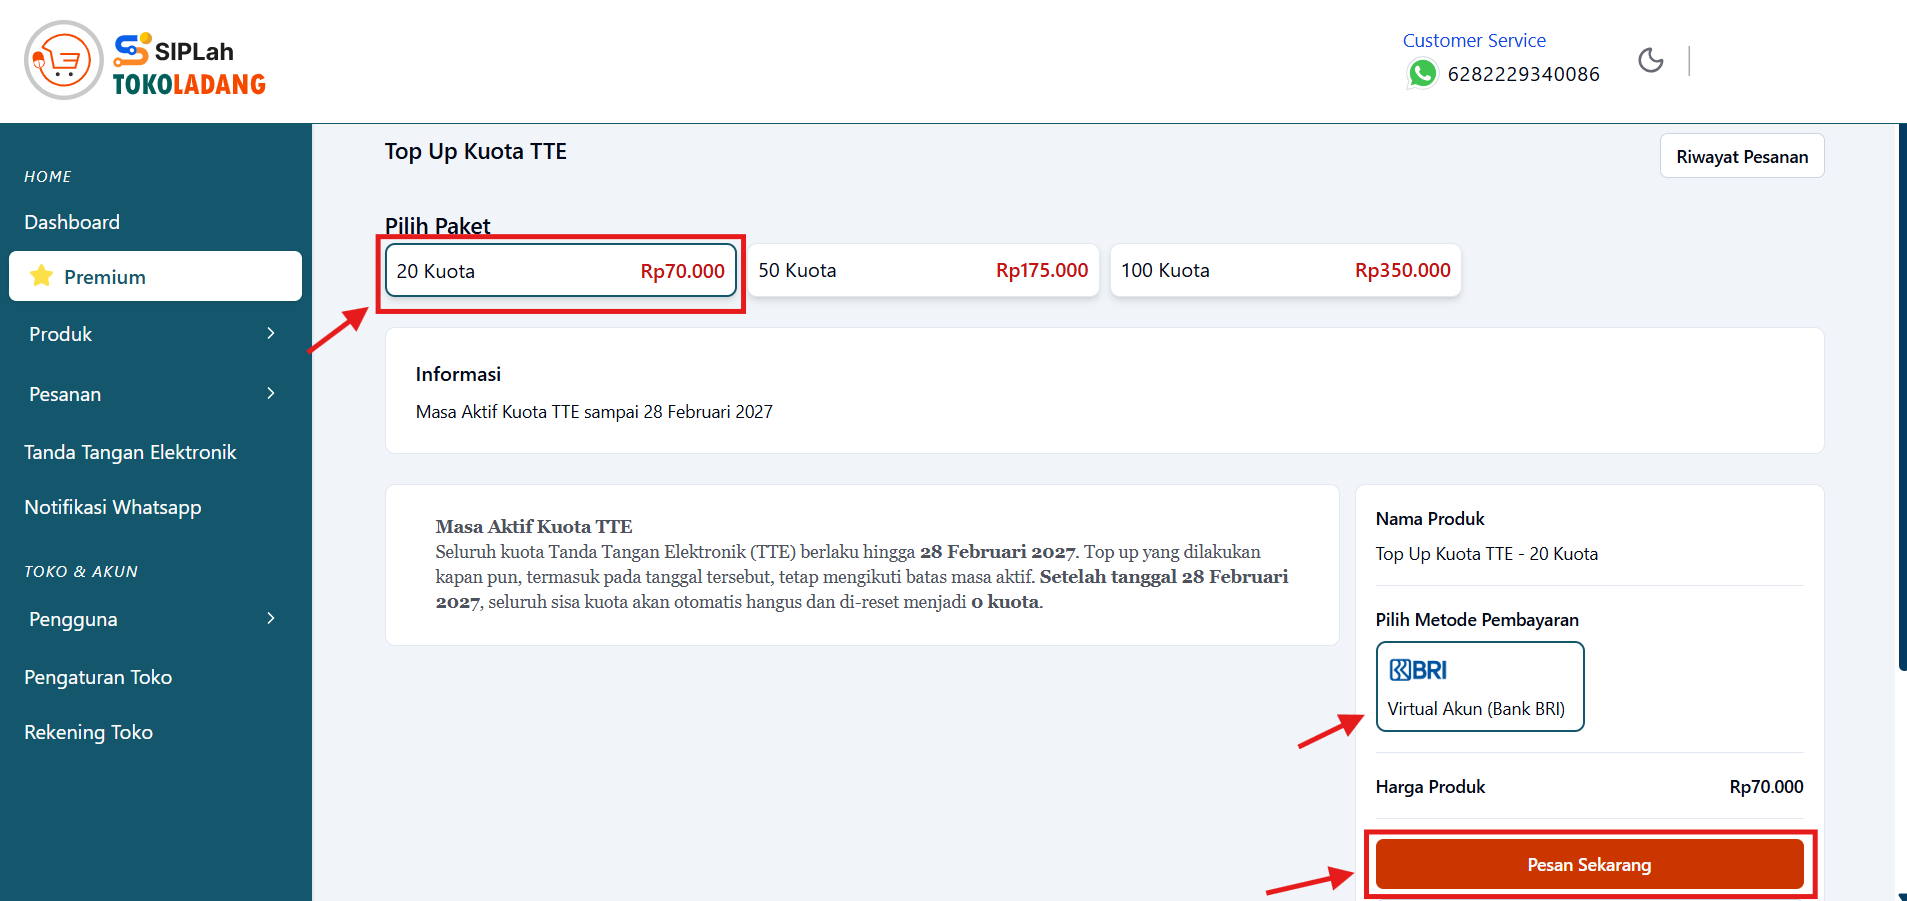 SIPLah
TOKOLADANG
Customer Service
6282229340086
HOME
Dashboard
Premium
Produk
Pesanan
Tanda Tangan Elektronik
Notifikasi Whatsapp
TOKO & AKUN
Pengguna
Pengaturan Toko
Rekening Toko
Top Up Kuota TTE
Riwayat Pesanan
Pilih Paket
20 Kuota Rp70.000
50 Kuota Rp175.000
100 Kuota Rp350.000
Informasi
Masa Aktif Kuota TTE sampai 28 Februari 2027
Masa Aktif Kuota TTE
Seluruh kuota Tanda Tangan Elektronik (TTE) berlaku hingga 28 Februari 2027. Top up yang dilakukan
kapan pun, termasuk pada tanggal tersebut, tetap mengikuti batas masa aktif. Setelah tanggal 28 Februari
2027, seluruh sisa kuota akan otomatis hangus dan di-reset menjadi 0 kuota.
Nama Produk
Top Up Kuota TTE - 20 Kuota
Pilih Metode Pembayaran
BRI
Virtual Akun (Bank BRI)
Harga Produk Rp70.000
Pesan Sekarang